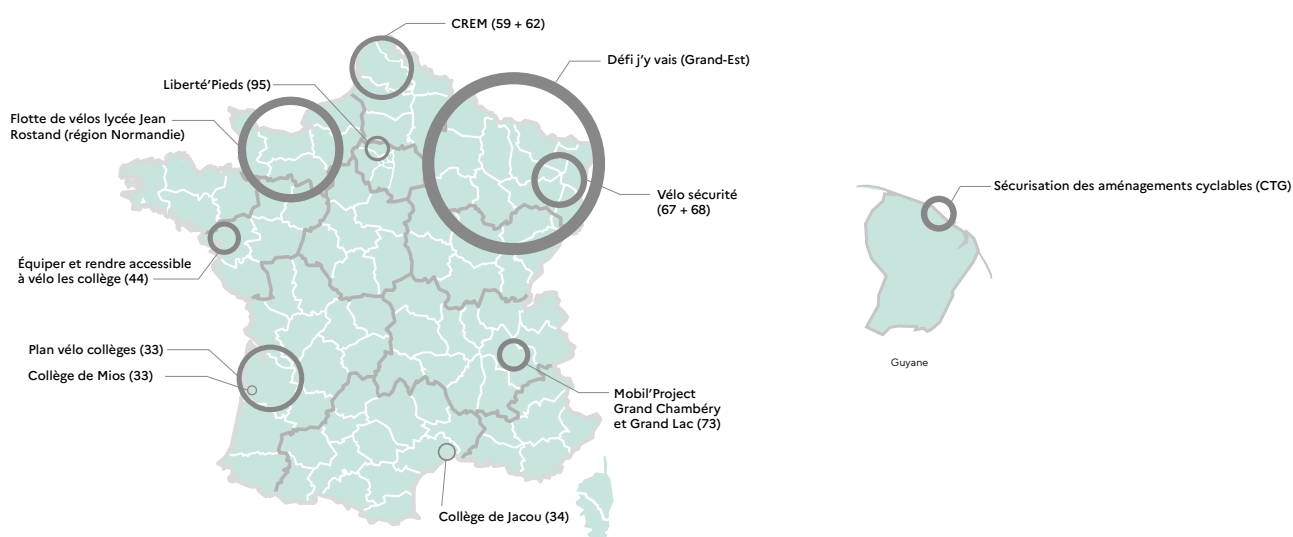 CREM (59 + 62)
Défi j'y vais (Grand-Est)
Liberté'Pieds (95)
Flotte de vélos lycée Jean
Rostand (région Normandie)
Sécurisation des aménagements cyclables (CTG)
Vélo sécurité
(67 + 68)
Équiper et rendre accessible
à vélo les collège (44)
Plan vélo collèges (33)
Collège de Mios (33)
Guyane
Mobil'Project
Grand Chambéry
et Grand Lac (73)
Collège de Jacou (34)